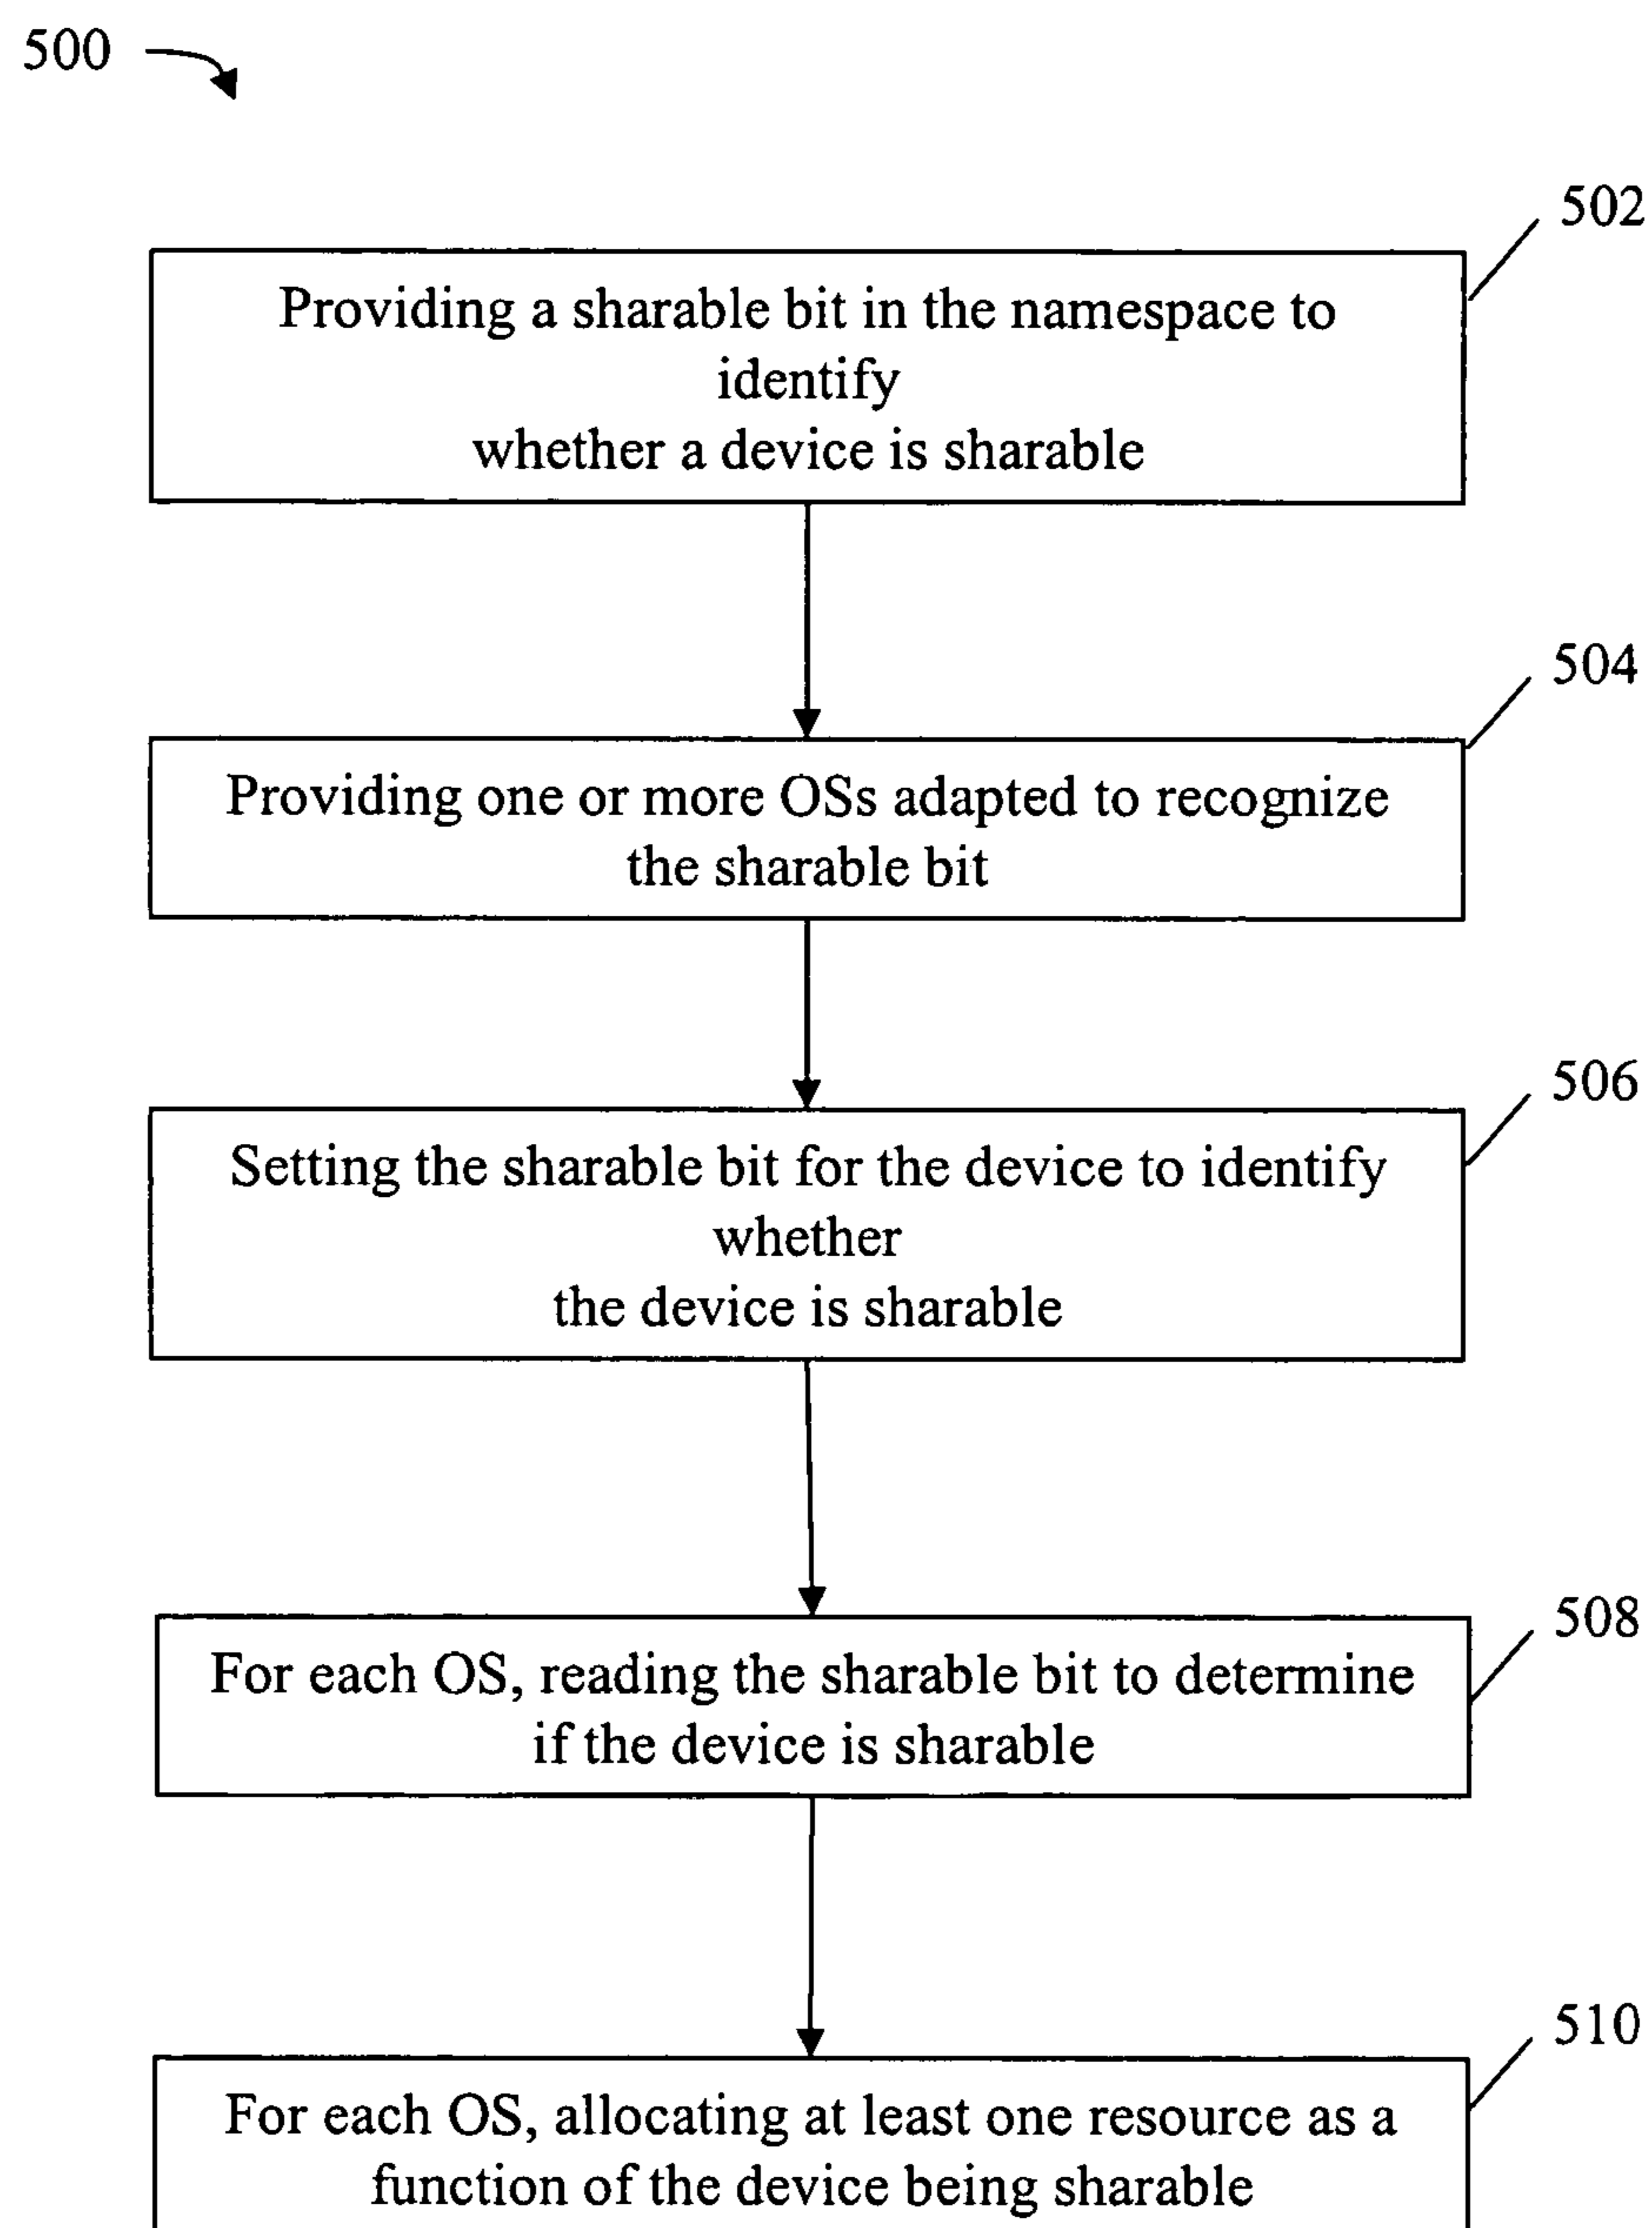 500
502
Providing a sharable bit in the namespace to
identify
whether a device is sharable
504
Providing one or more OSs adapted to recognize
the sharable bit
506
Setting the sharable bit for the device to identify
whether
the device is sharable
508
For each OS, reading the sharable bit to determine
if the device is sharable
510
For each OS, allocating at least one resource as a
function of the device being sharable